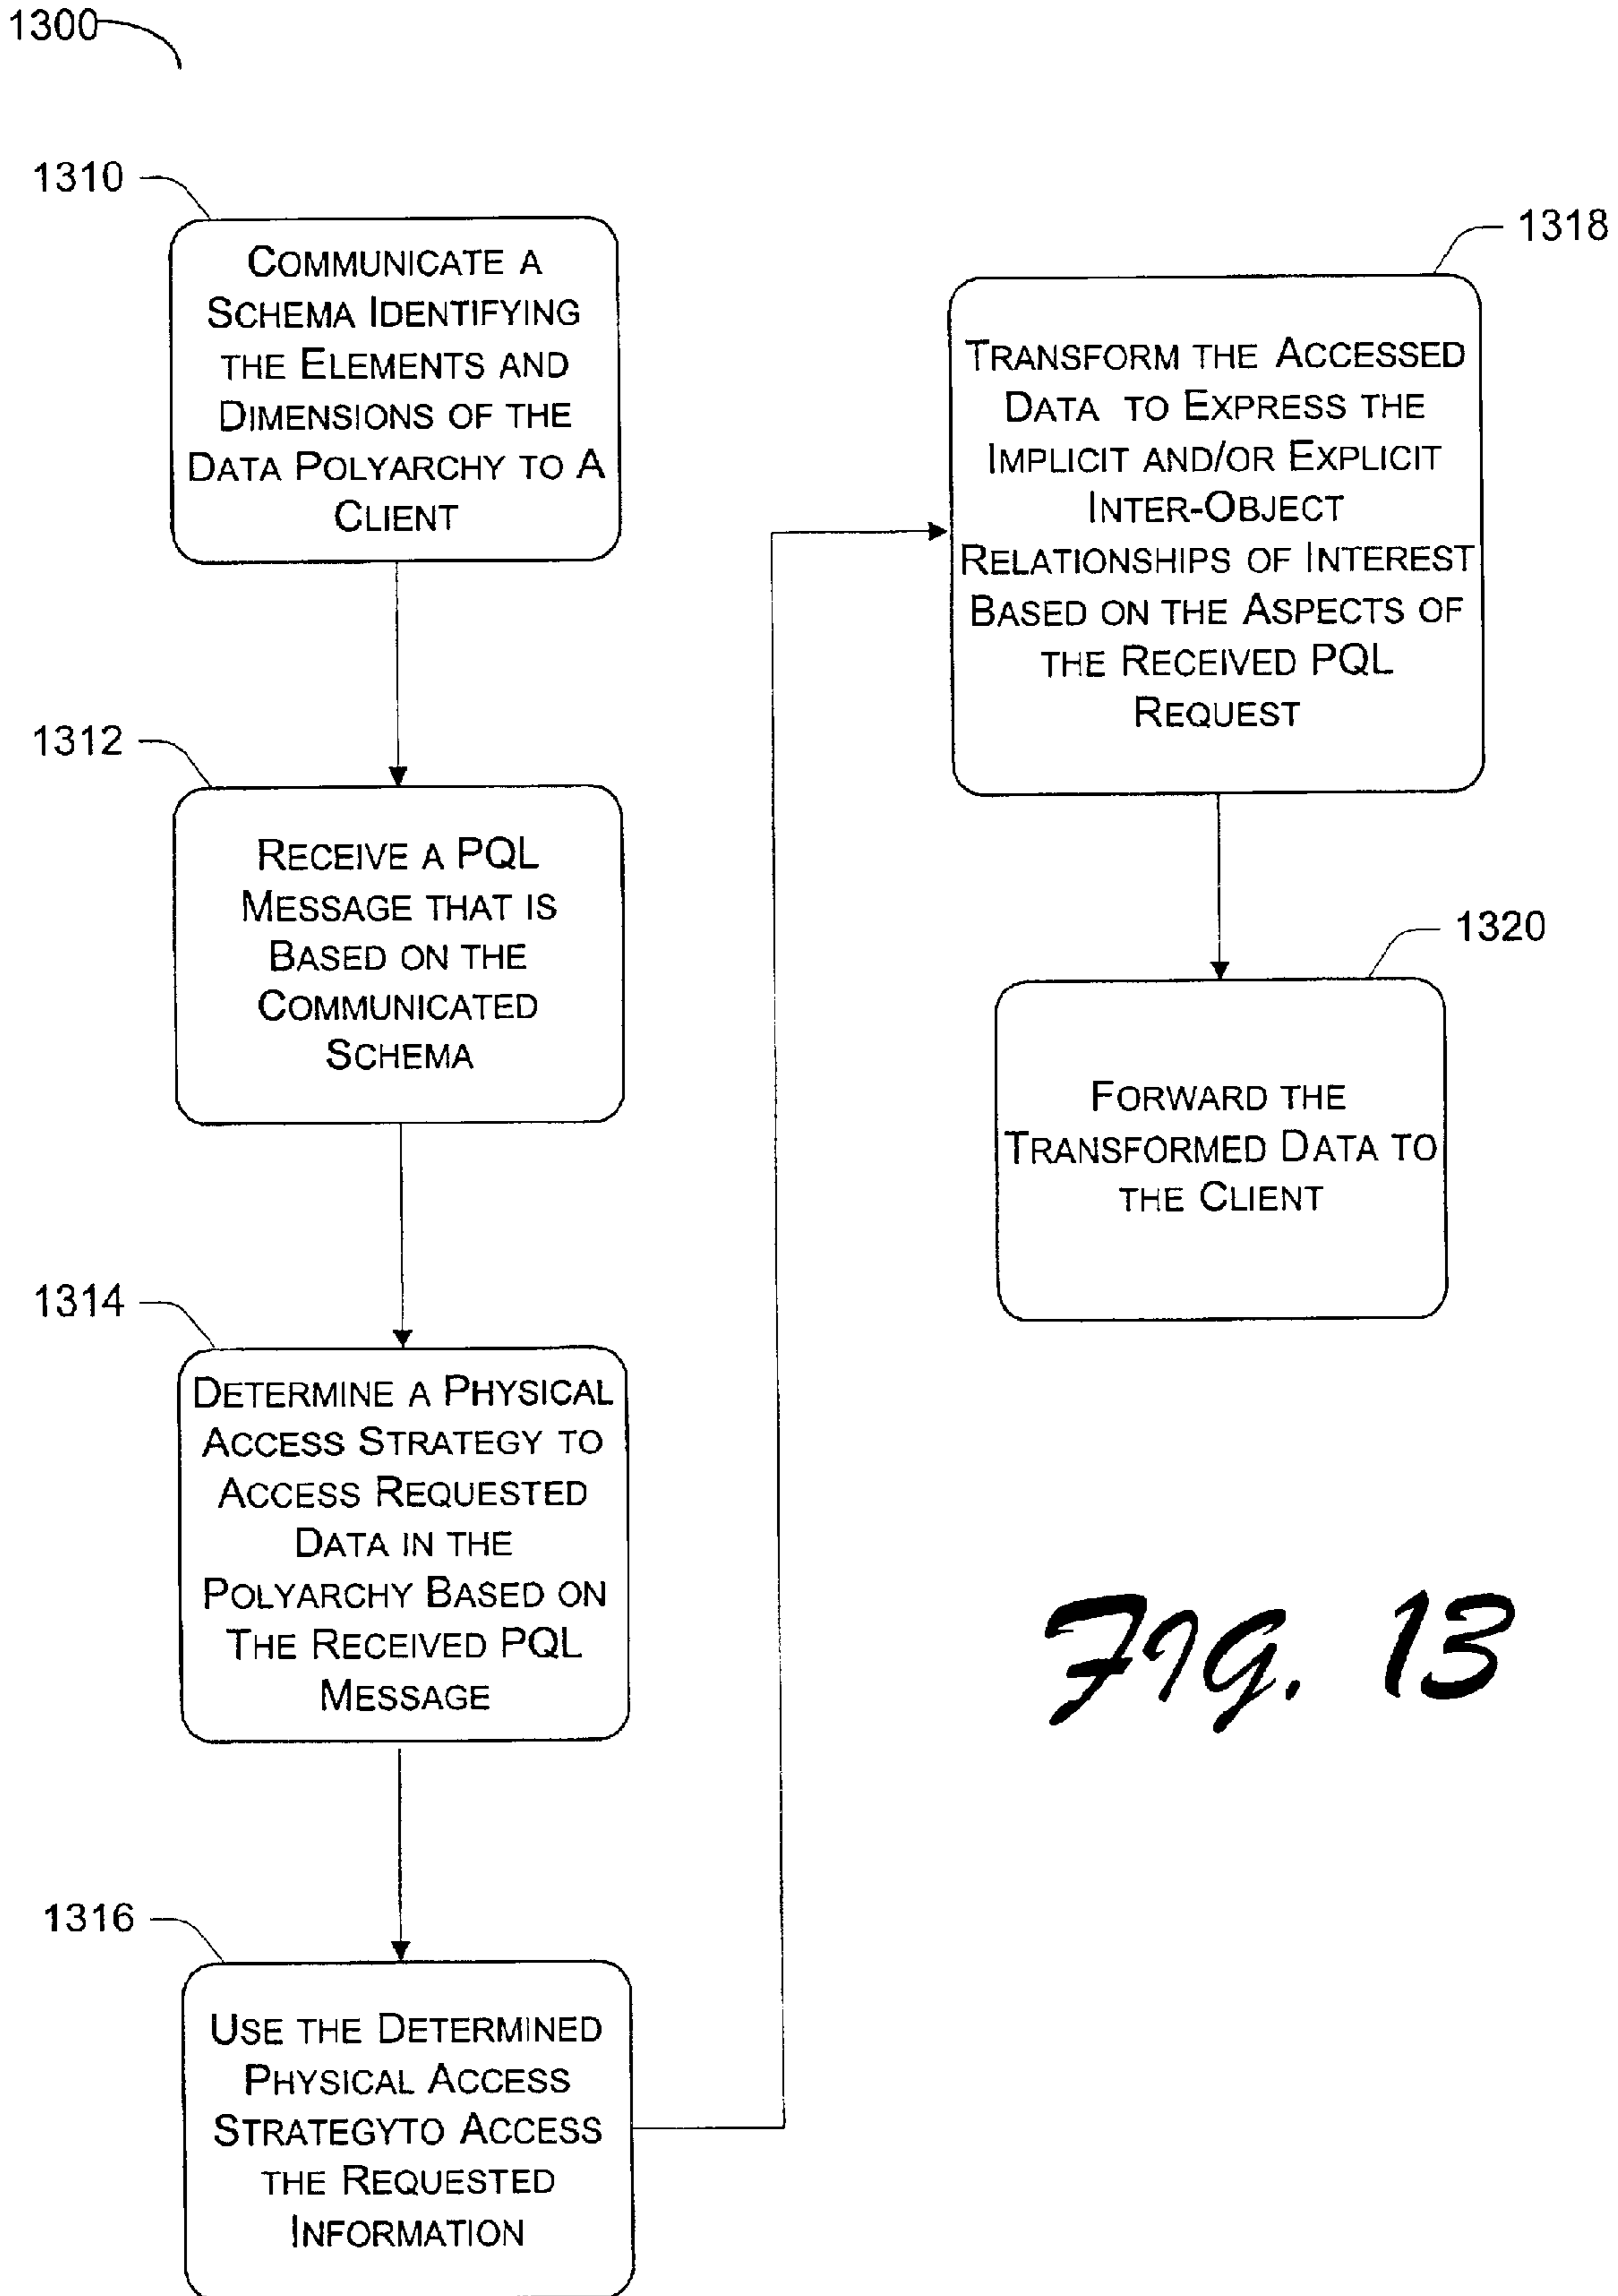 1300
1310
COMMUNICATE A
SCHEMA IDENTIFYING
THE ELEMENTS AND
DIMENSIONS OF THE
DATA POLYARCHY TO A
CLIENT
1312
RECEIVE A PQL
MESSAGE THAT IS
BASED ON THE
COMMUNICATED
SCHEMA
1314
DETERMINE A PHYSICAL
ACCESS STRATEGY TO
ACCESS REQUESTED
DATA IN THE
POLYARCHY BASED ON
THE RECEIVED PQL
MESSAGE
1316
USE THE DETERMINED
PHYSICAL ACCESS
STRATEGYTO ACCESS
THE REQUESTED
INFORMATION
1318
TRANSFORM THE ACCESSED
DATA TO EXPRESS THE
IMPLICIT AND/OR EXPLICIT
INTER-OBJECT
RELATIONSHIPS OF INTEREST
BASED ON THE ASPECTS OF
THE RECEIVED PQL
REQUEST
1320
FORWARD THE
TRANSFORMED DATA TO
THE CLIENT
FIG. 13